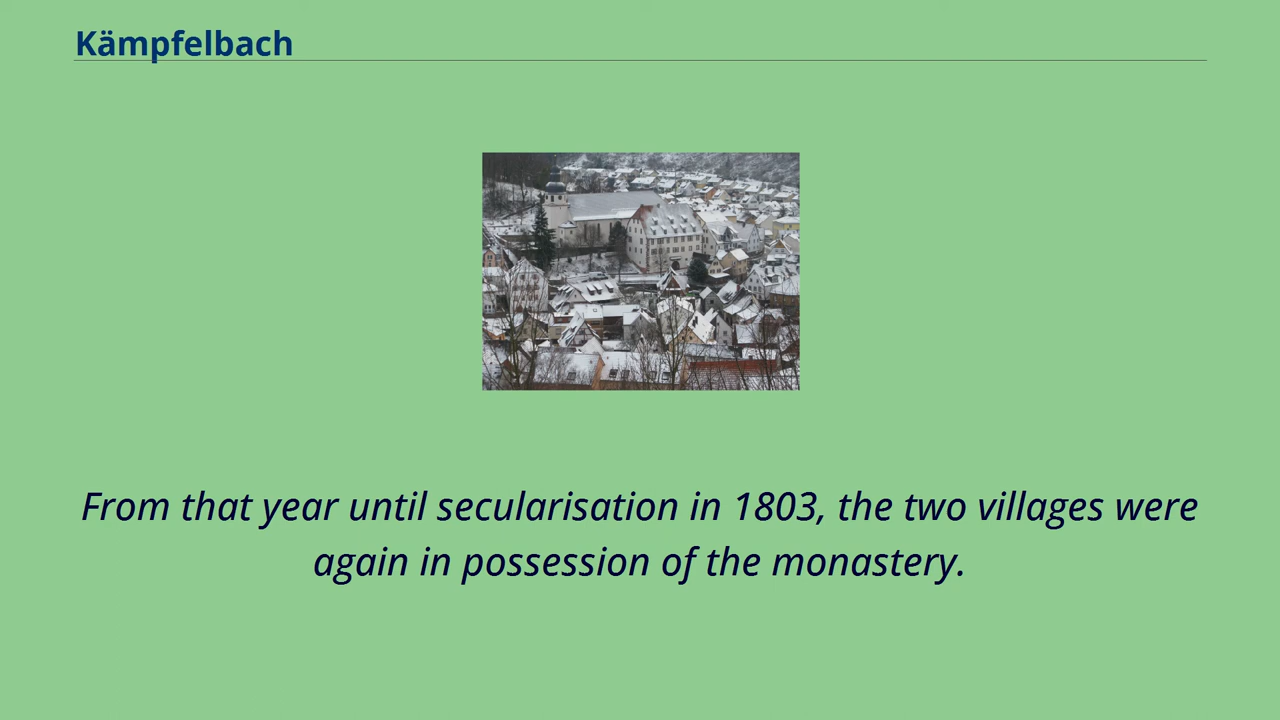 Kämpfelbach
From that year until secularisation in 1803, the two villages were
again in possession of the monastery.